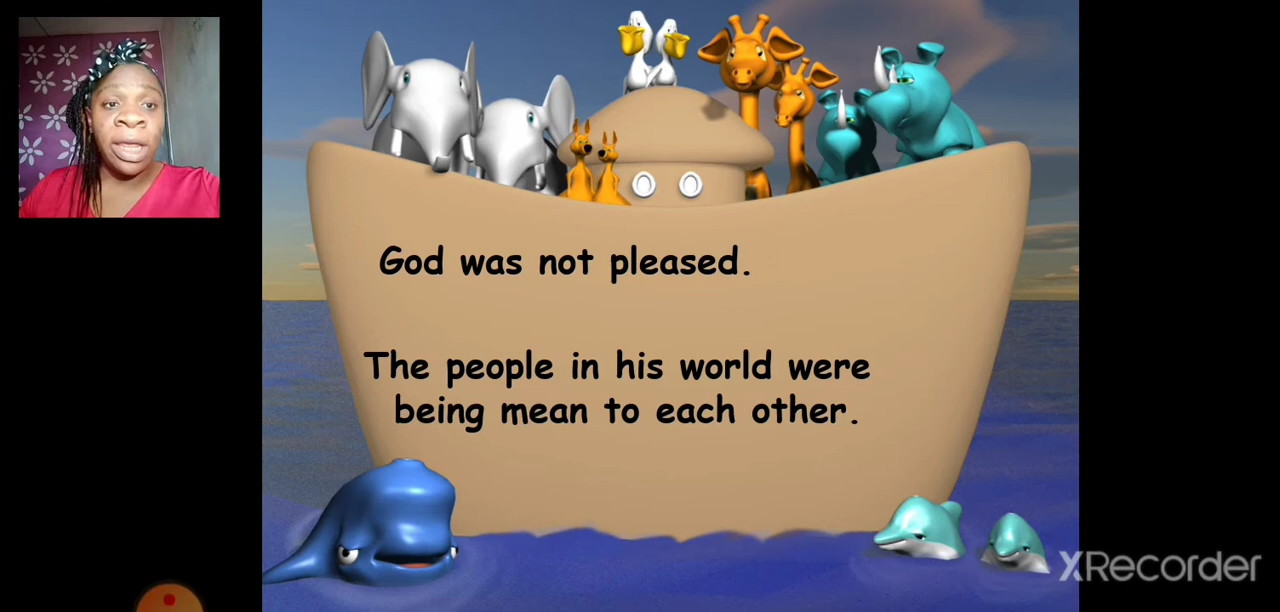 God was not pleased.
The people in his world were
being mean to each other.
XRecorder